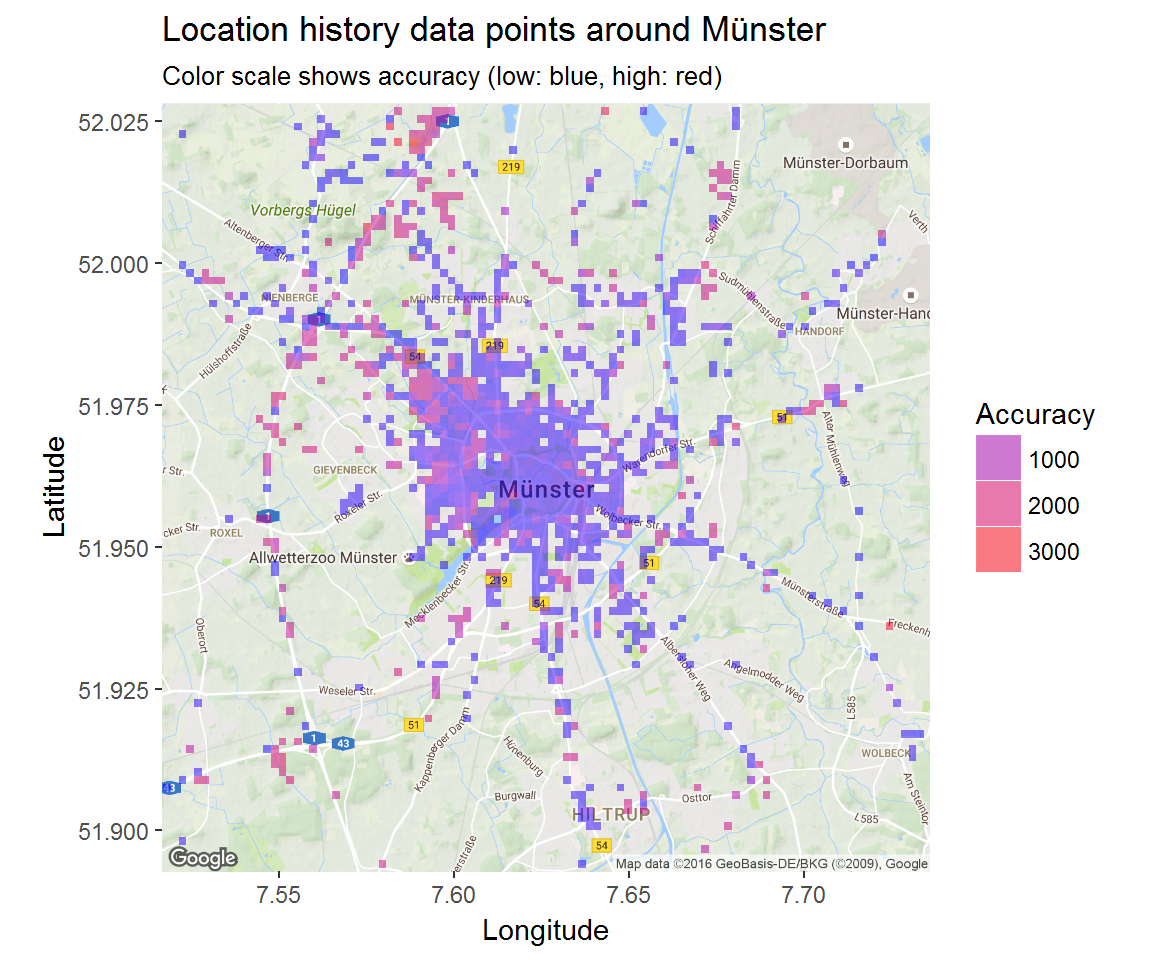 Location history data points around Münster
Color scale shows accuracy (low: blue, high: red)
52.025
52.000
51.975
51.950
51.925
51.900
Latitude
7.55
7.60
7.65
7.70
Longitude
Accuracy
1000
2000
3000
1
219
Münster-Dorbaum
Schiffahrter Damm
Vorbergs Hügel
Altenberger Str.
Verth
NIENBERGE
MÜNSTER-KINDERHAUS
Sudmühlenstraße
Münster-Hand
HANDORF
1
219
54
Hülshoffstraße
51
Alter Mühlenweg
Warendorfer Str.
r Str.
GIEVENBECK
Roxeler Str.
Münster
1
Wolbecker Str.
cker Str.
ROXEL
Allwetterzoo Münster
51
219
Mecklenbecker Str.
54
Münsterstraße
Freckenh
Oberort
Albersloher Weg
Angelmodder Weg
Weseler Str.
L585
51
1
43
Kappenberger Damm
Hünenburg
WOLBECK
43
Am Steintor
Burgwall
Osttor
HILTRUP
L585
54
erstraße
Google
Map data ©2016 GeoBasis-DE/BKG (©2009), Google